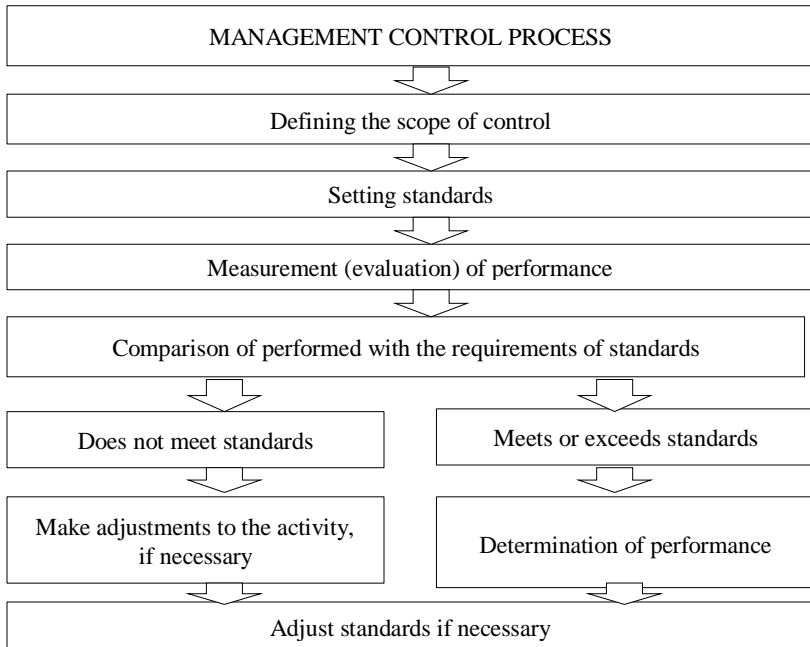 MANAGEMENT CONTROL PROCESS
Defining the scope of control
Setting standards
Measurement (evaluation) of performance
Comparison of performed with the requirements of standards
Does not meet standards
Meets or exceeds standards
Make adjustments to the activity,
if necessary
Determination of performance
Adjust standards if necessary